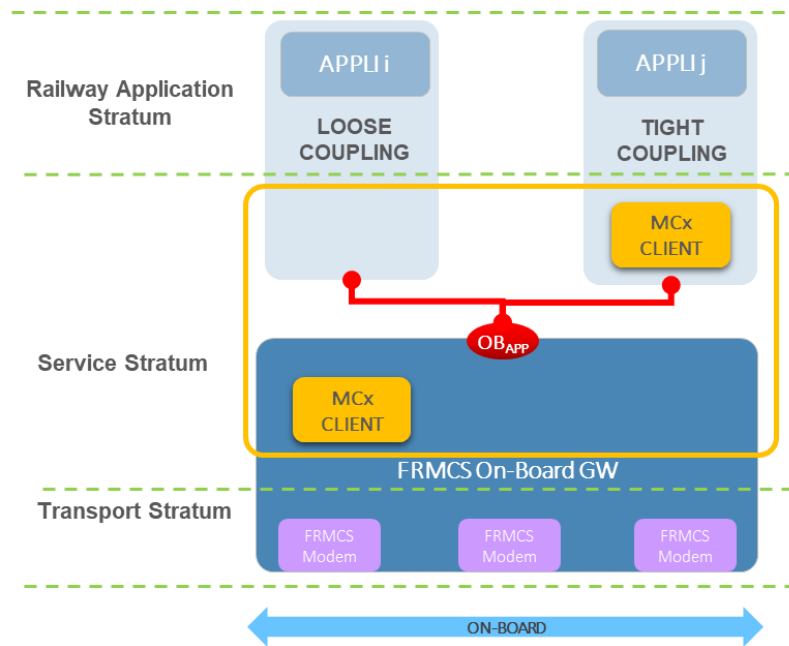 APPLI i
APPLI j
Railway Application
Stratum
LOOSE
COUPLING
TIGHT
COUPLING
MCx
CLIENT
OBAPP
Service Stratum
MCx
CLIENT
FRMCS On-Board GW
Transport Stratum
FRMCS
Modem
FRMCS
Modem
FRMCS
Modem
ON-BOARD